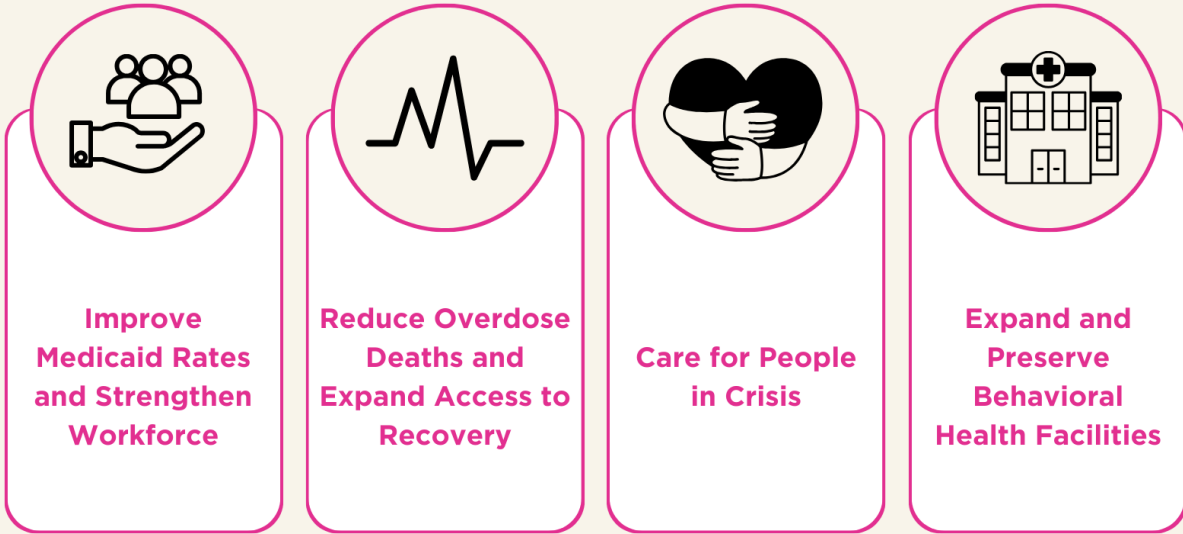 Improve
Medicaid Rates
and Strengthen
Workforce
Reduce Overdose
Deaths and
Expand Access to
Recovery
Care for People
in Crisis
Expand and
Preserve
Behavioral
Health Facilities